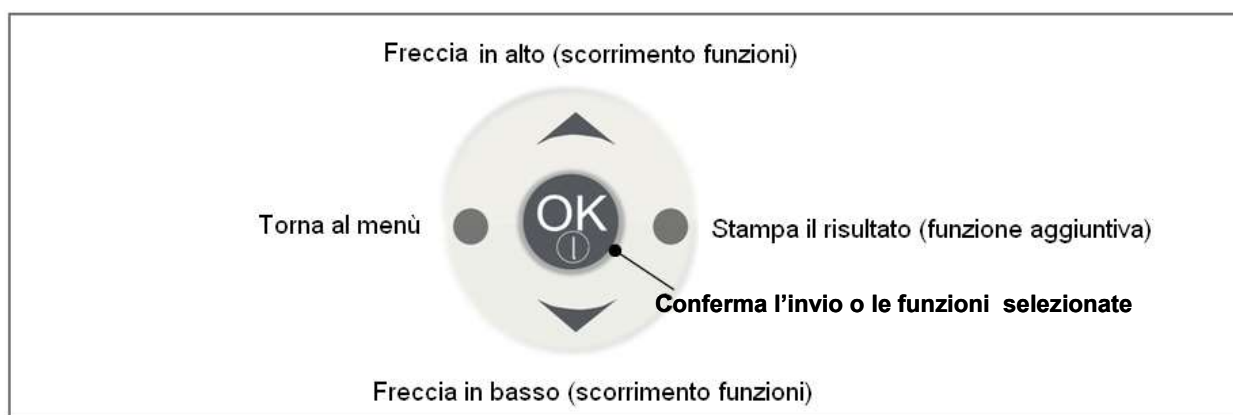 Freccia in alto (scorrimento funzioni)
OK
Torna al menù
Stampa il risultato (funzione aggiuntiva)
Conferma l’invio o le funzioni selezionate
Freccia in basso (scorrimento funzioni)